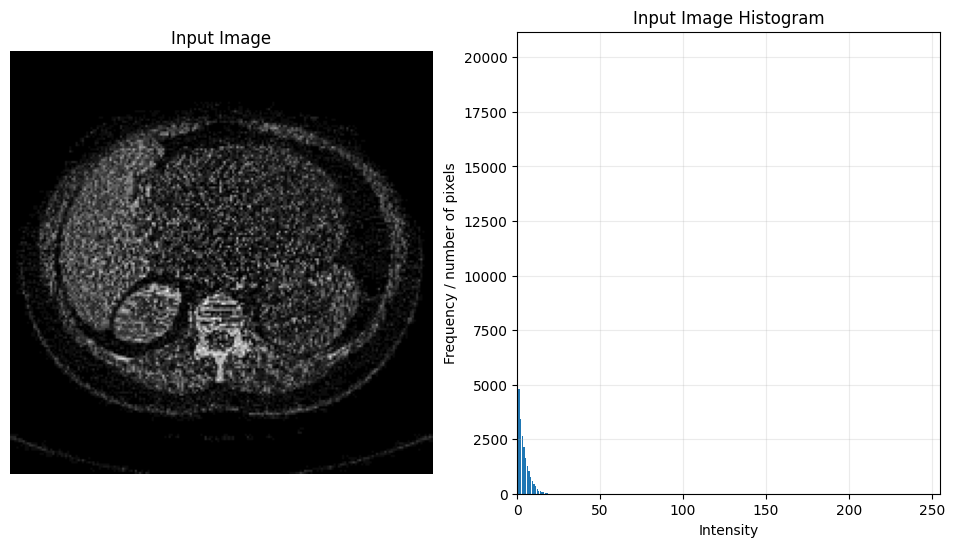 Input Image
Input Image Histogram
Frequency / number of pixels
20000
17500
15000
12500
10000
7500
5000
2500
0
0 50 100 150 200 250
Intensity